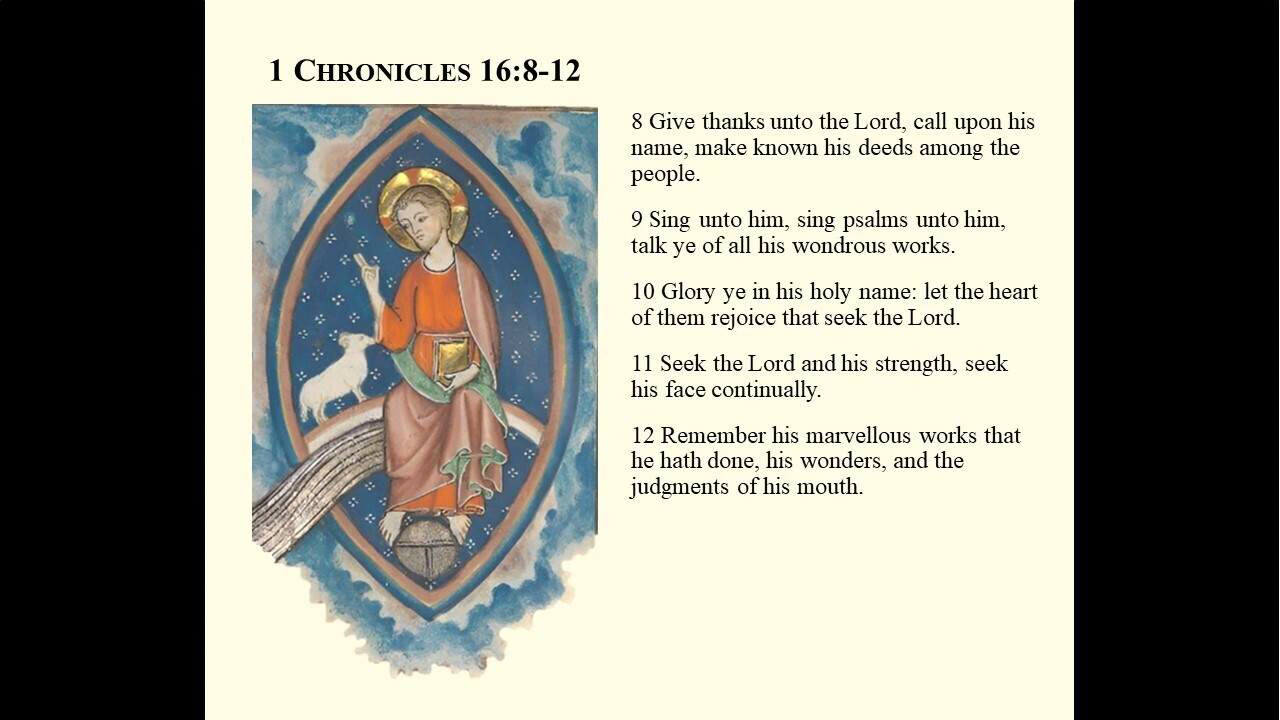 1 CHRONICLES 16:8-12
8 Give thanks unto the Lord, call upon his
name, make known his deeds among the
people.
9 Sing unto him, sing psalms unto him,
talk ye of all his wondrous works.
10 Glory ye in his holy name: let the heart
of them rejoice that seek the Lord.
11 Seek the Lord and his strength, seek
his face continually.
12 Remember his marvellous works that
he hath done, his wonders, and the
judgments of his mouth.